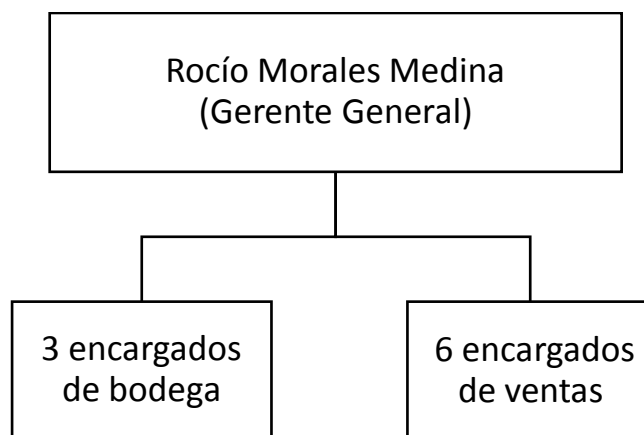 Rocío Morales Medina
(Gerente General)
3 encargados
de bodega
6 encargados
de ventas